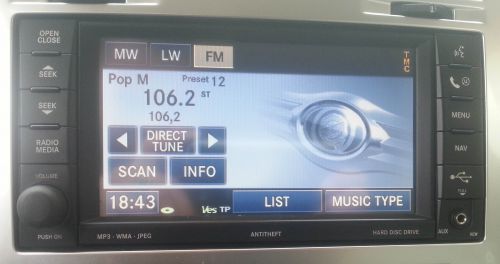 OPEN
CLOSE
SEEK
SEEK
RADIO
MEDIA
VOLUME
PUSH ON
MW LW FM
TMC
Pop M Preset 12
106.2 ST
106,2
DIRECT
TUNE
SCAN INFO
18:43 Yes TP LIST MUSIC TYPE
MP3 - WMA - JPEG ANTITHEFT HARD DISC DRIVE
MENU
NAV
FULL
AUX